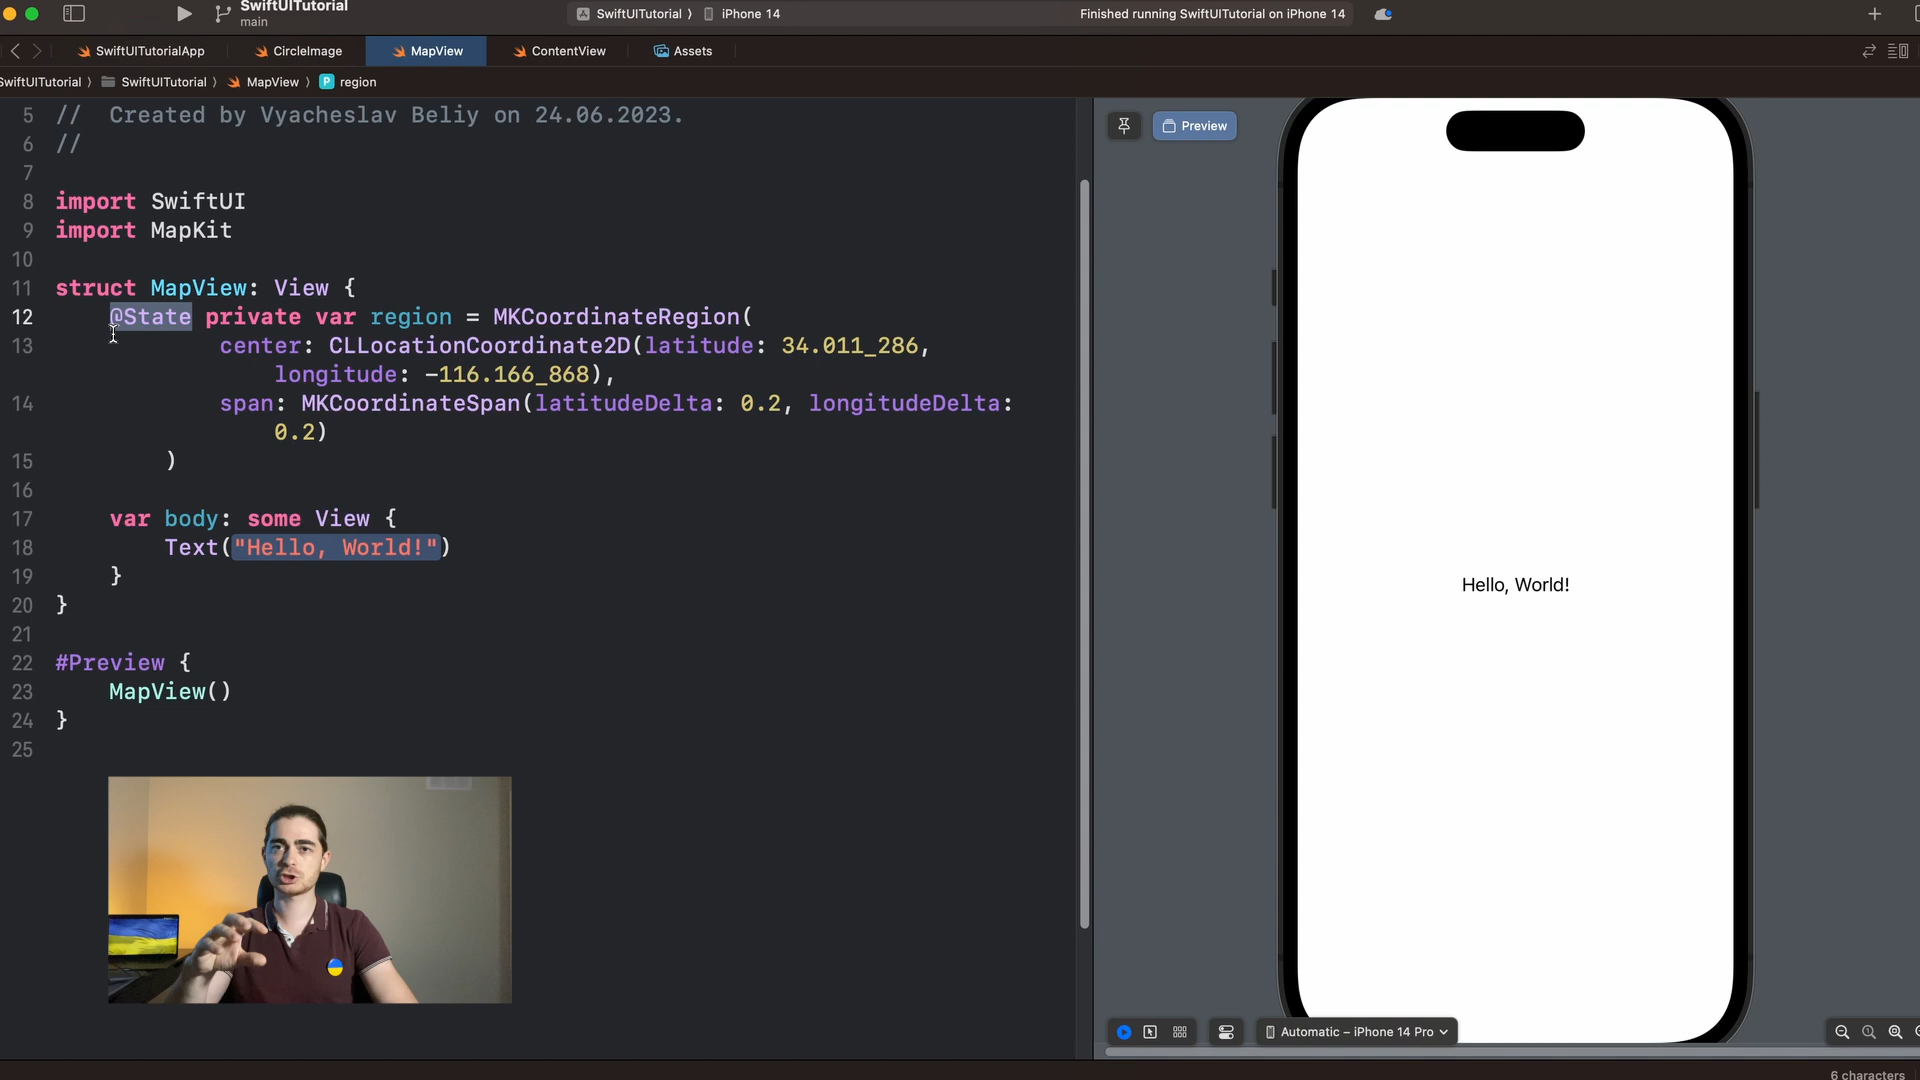 SwiftUITutorial
main
SwiftUITutorial
iPhone 14
Finished running SwiftUITutorial on iPhone 14
SwiftUITutorialApp
CircleImage
MapView
ContentView
Assets
SwiftUITutorial
SwiftUITutorial
MapView
P region
5 //  Created by Vyacheslav Beliy on 24.06.2023.
6 //
7
8 import SwiftUI
9 import MapKit
10
11 struct MapView: View {
12     @State private var region = MKCoordinateRegion(
13             center: CLLocationCoordinate2D(latitude: 34.011_286,
                longitude: -116.166_868),
14             span: MKCoordinateSpan(latitudeDelta: 0.2, longitudeDelta:
                0.2)
15         )
16
17     var body: some View {
18         Text("Hello, World!")
19     }
20 }
21
22 #Preview {
23     MapView()
24 }
25
Preview
Hello, World!
Automatic – iPhone 14 Pro
6 characters